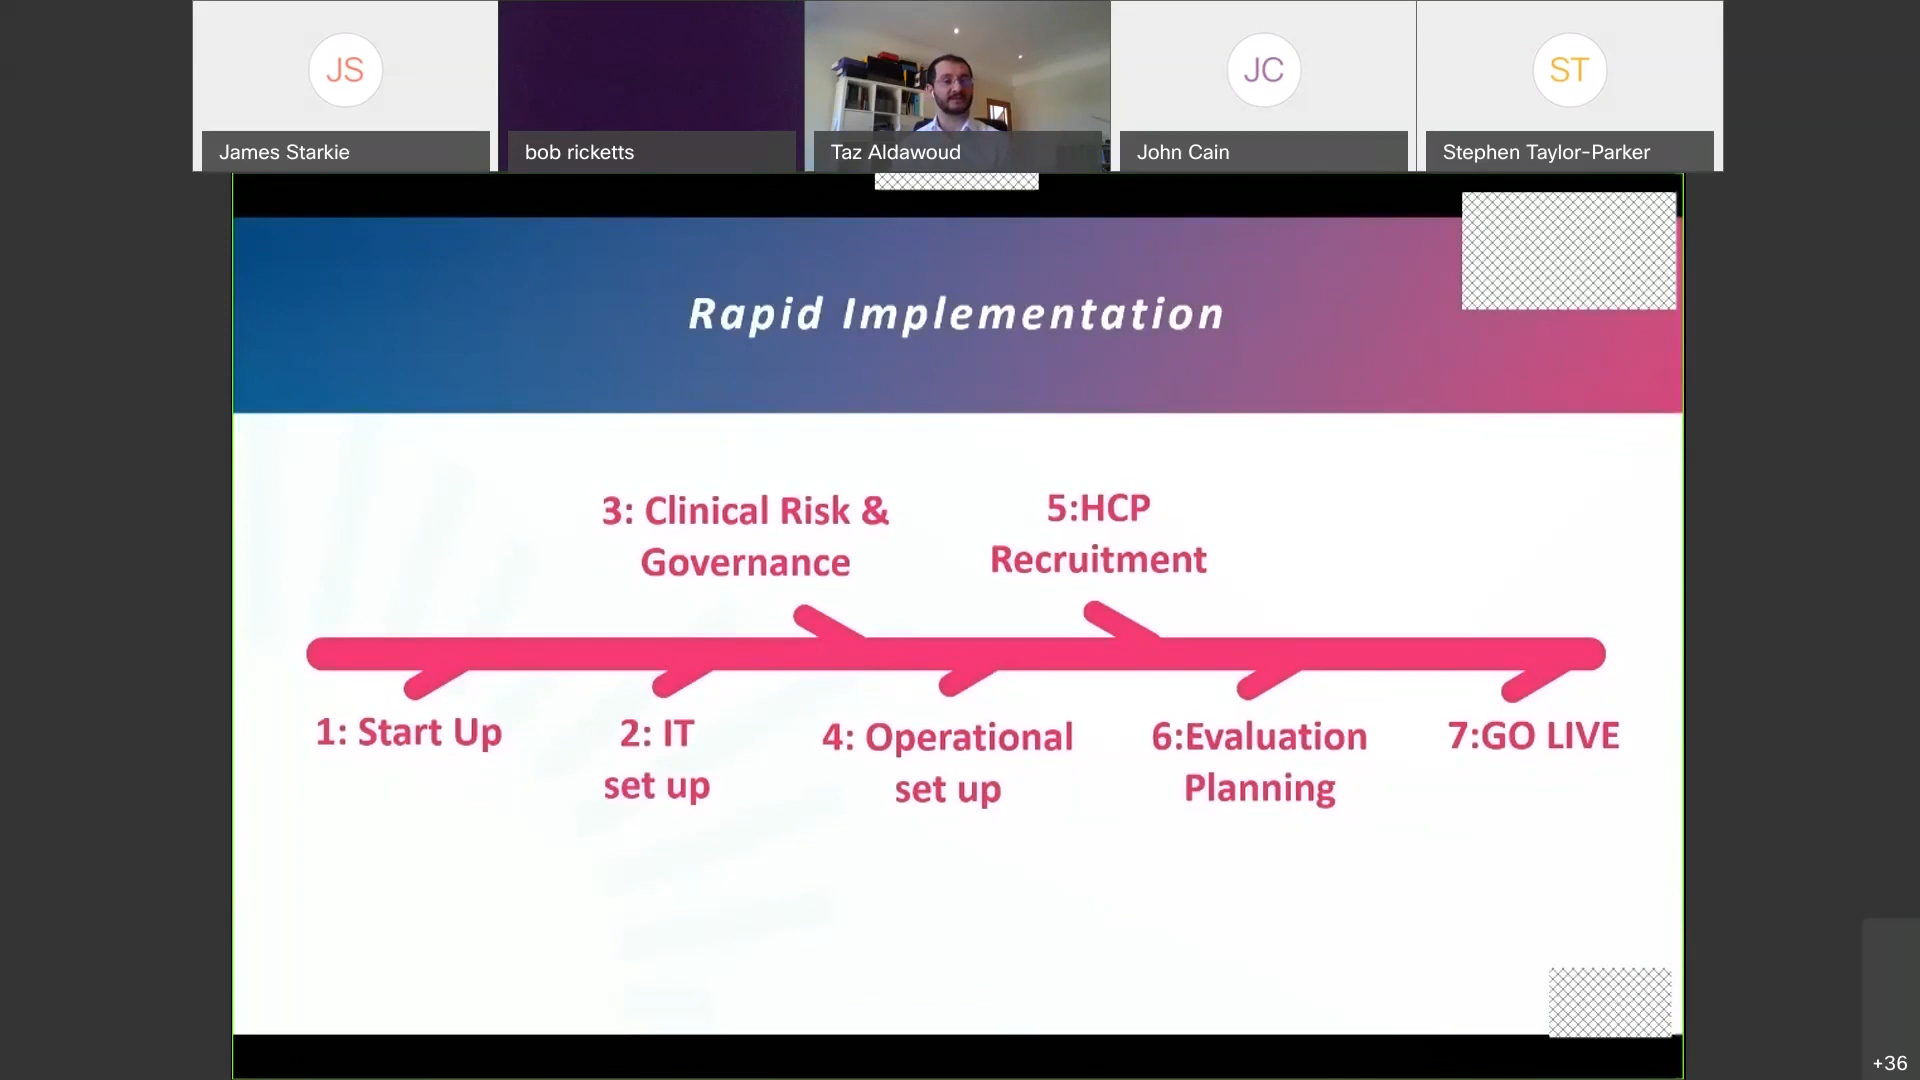 JS
JC
ST
James Starkie
bob ricketts
Taz Aldawoud
John Cain
Stephen Taylor-Parker
Rapid Implementation
3: Clinical Risk &
Governance
5:HCP
Recruitment
1: Start Up
2: IT
set up
4: Operational
set up
6:Evaluation
Planning
7:GO LIVE
+36